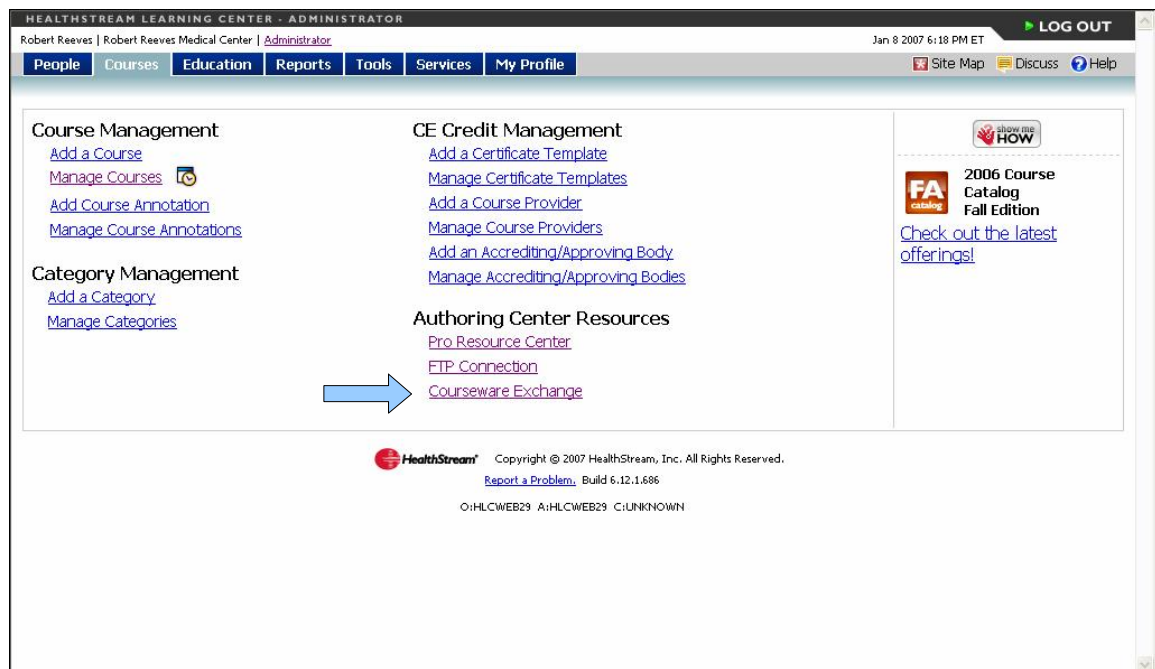 HEALTHSTREAM LEARNING CENTER - ADMINISTRATOR
LOG OUT
Robert Reeves | Robert Reeves Medical Center | Administrator
Jan 8 2007 6:18 PM ET
People Courses Education Reports Tools Services My Profile
Site Map Discuss Help
Course Management
Add a Course
Manage Courses
Add Course Annotation
Manage Course Annotations
Category Management
Add a Category
Manage Categories
CE Credit Management
Add a Certificate Template
Manage Certificate Templates
Add a Course Provider
Manage Course Providers
Add an Accrediting/Approving Body
Manage Accrediting/Approving Bodies
Authoring Center Resources
Pro Resource Center
FTP Connection
Courseware Exchange
show me
HOW
FA
catalog
2006 Course
Catalog
Fall Edition
Check out the latest
offerings!
HealthStream Copyright © 2007 HealthStream, Inc. All Rights Reserved.
Report a Problem. Build 6.12.1.686
O:HLCWEB29 A:HLCWEB29 C:UNKNOWN